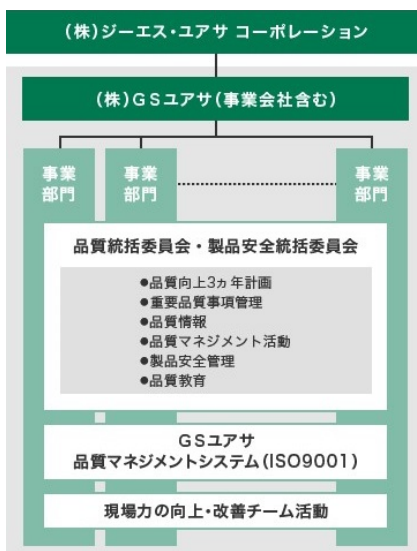 (株)ジーエス・ユアサ コーポレーション
(株)GSユアサ(事業会社含む)
事業
部門
事業
部門
事業
部門
品質統括委員会・製品安全統括委員会
●品質向上3ヵ年計画
●重要品質事項管理
●品質情報
●品質マネジメント活動
●製品安全管理
●品質教育
GSユアサ
品質マネジメントシステム(ISO9001)
現場力の向上・改善チーム活動